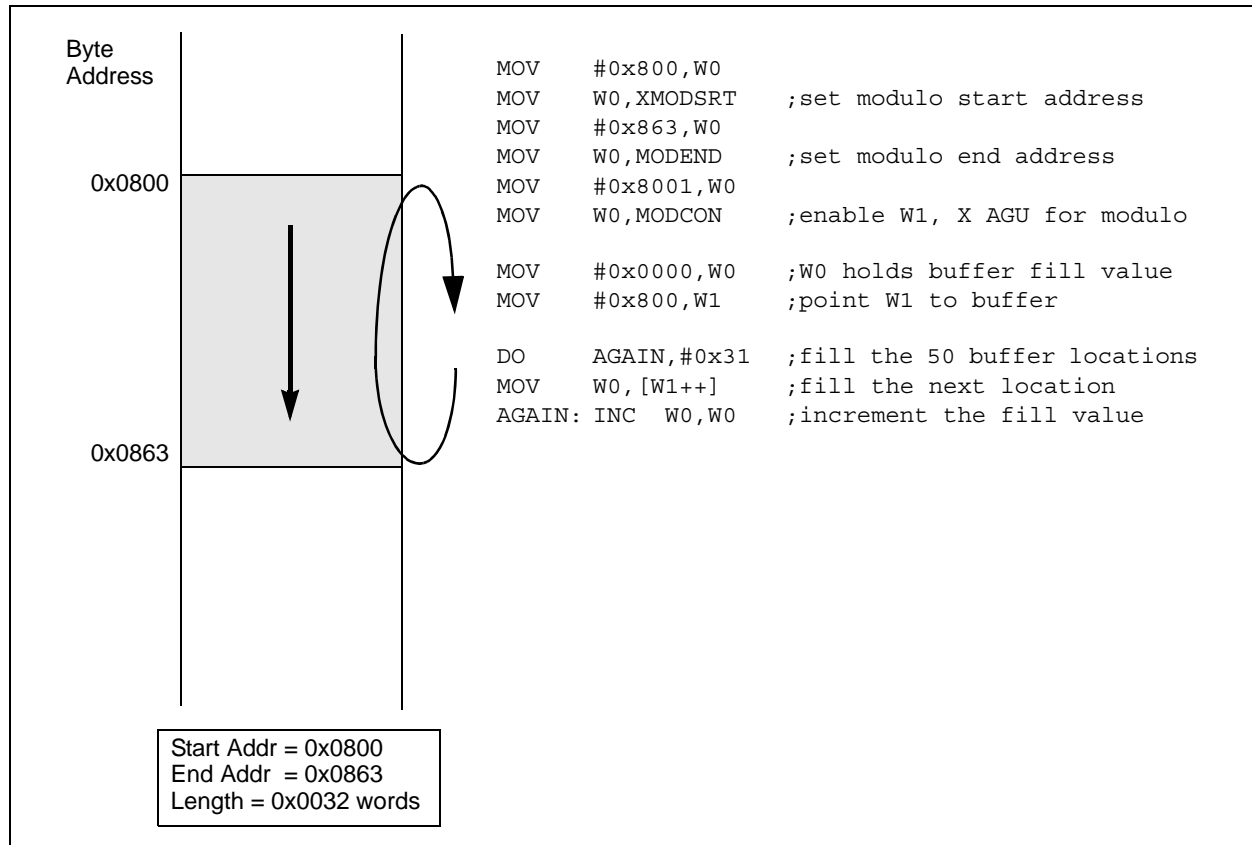 Byte
Address
0x0800
0x0863
MOV #0x800,W0
MOV W0,XMODSRT ;set modulo start address
MOV #0x863,W0
MOV W0,MODEND ;set modulo end address
MOV #0x8001,W0
MOV W0,MODCON ;enable W1, X AGU for modulo
MOV #0x0000,W0 ;W0 holds buffer fill value
MOV #0x800,W1 ;point W1 to buffer
DO AGAIN,#0x31 ;fill the 50 buffer locations
MOV W0,[W1++] ;fill the next location
AGAIN: INC W0,W0 ;increment the fill value
Start Addr = 0x0800
End Addr = 0x0863
Length = 0x0032 words